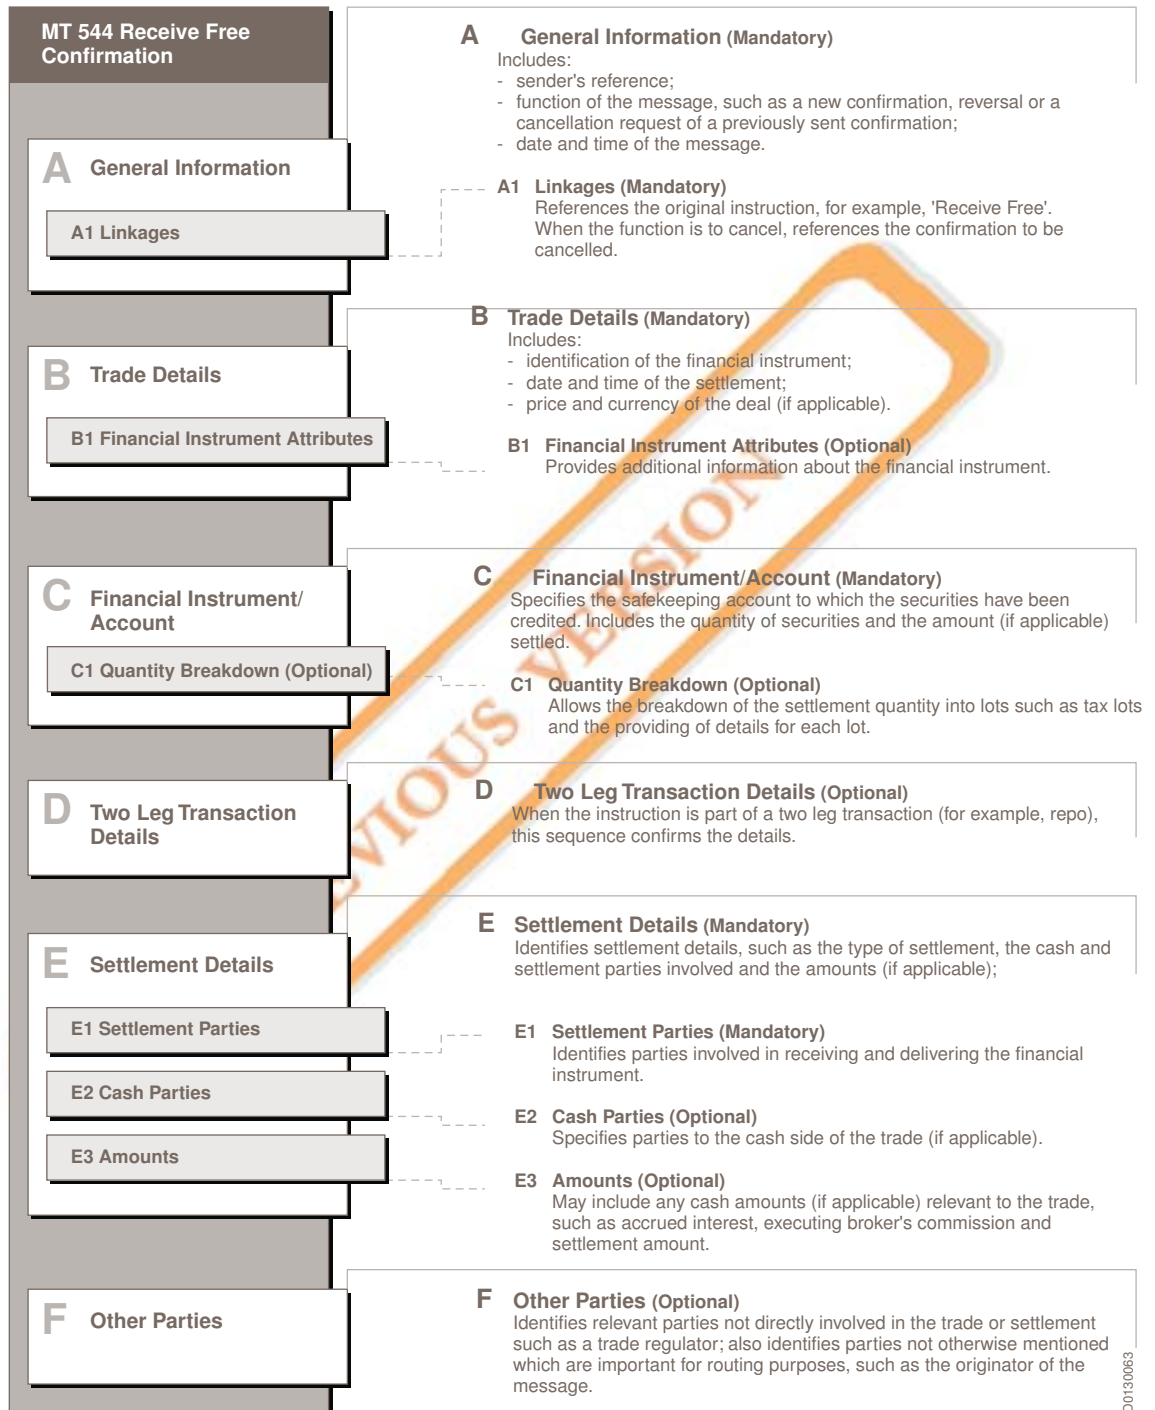 MT 544 Receive Free
Confirmation
A General Information
A1 Linkages
B Trade Details
B1 Financial Instrument Attributes
C Financial Instrument/
Account
C1 Quantity Breakdown (Optional)
D Two Leg Transaction
Details
E Settlement Details
E1 Settlement Parties
E2 Cash Parties
E3 Amounts
F Other Parties
A General Information (Mandatory)
Includes:
- sender's reference;
- function of the message, such as a new confirmation, reversal or a
cancellation request of a previously sent confirmation;
- date and time of the message.
A1 Linkages (Mandatory)
References the original instruction, for example, 'Receive Free'.
When the function is to cancel, references the confirmation to be
cancelled.
B Trade Details (Mandatory)
Includes:
- identification of the financial instrument;
- date and time of the settlement;
- price and currency of the deal (if applicable).
B1 Financial Instrument Attributes (Optional)
Provides additional information about the financial instrument.
C Financial Instrument/Account (Mandatory)
Specifies the safekeeping account to which the securities have been
credited. Includes the quantity of securities and the amount (if applicable)
settled.
C1 Quantity Breakdown (Optional)
Allows the breakdown of the settlement quantity into lots such as tax lots
and the providing of details for each lot.
D Two Leg Transaction Details (Optional)
When the instruction is part of a two leg transaction (for example, repo),
this sequence confirms the details.
E Settlement Details (Mandatory)
Identifies settlement details, such as the type of settlement, the cash and
settlement parties involved and the amounts (if applicable);
E1 Settlement Parties (Mandatory)
Identifies parties involved in receiving and delivering the financial
instrument.
E2 Cash Parties (Optional)
Specifies parties to the cash side of the trade (if applicable).
E3 Amounts (Optional)
May include any cash amounts (if applicable) relevant to the trade,
such as accrued interest, executing broker's commission and
settlement amount.
F Other Parties (Optional)
Identifies relevant parties not directly involved in the trade or settlement
such as a trade regulator; also identifies parties not otherwise mentioned
which are important for routing purposes, such as the originator of the
message.
D0130063
EVIOUS VERSION